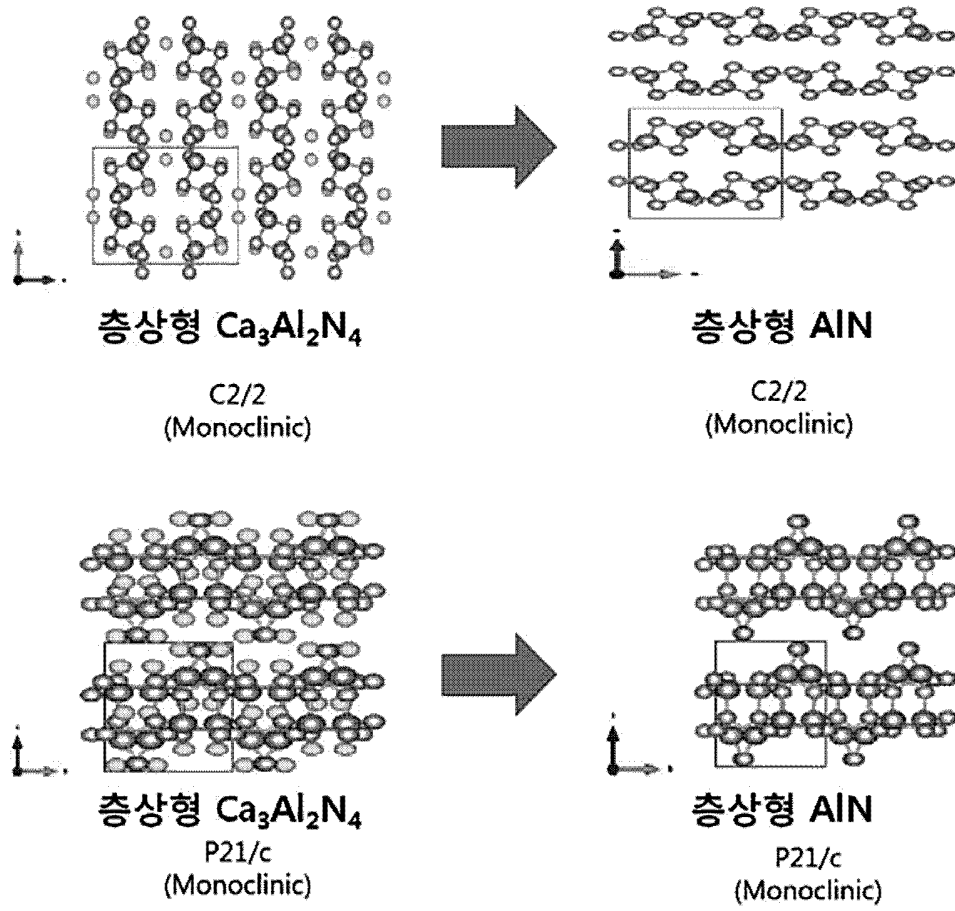 층상형 Ca₃Al₂N₄
층상형 AlN
C2/2
(Monoclinic)
C2/2
(Monoclinic)
층상형 Ca₃Al₂N₄
층상형 AlN
P21/c
(Monoclinic)
P21/c
(Monoclinic)